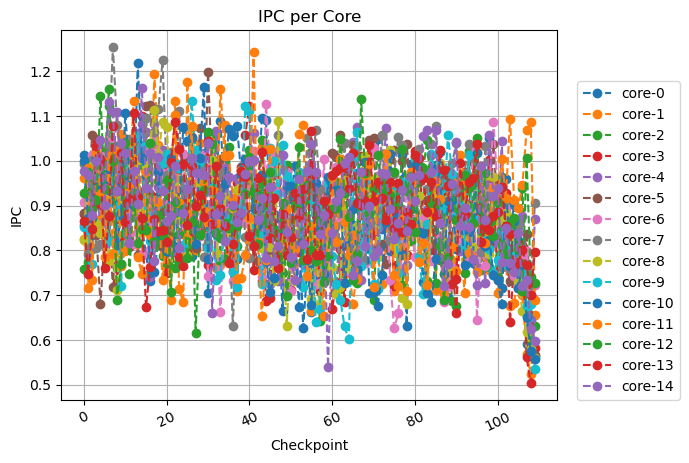 IPC per Core
IPC
1.2
1.1
1.0
0.9
0.8
0.7
0.6
0.5
0
20
40
60
80
100
Checkpoint
core-0
core-1
core-2
core-3
core-4
core-5
core-6
core-7
core-8
core-9
core-10
core-11
core-12
core-13
core-14